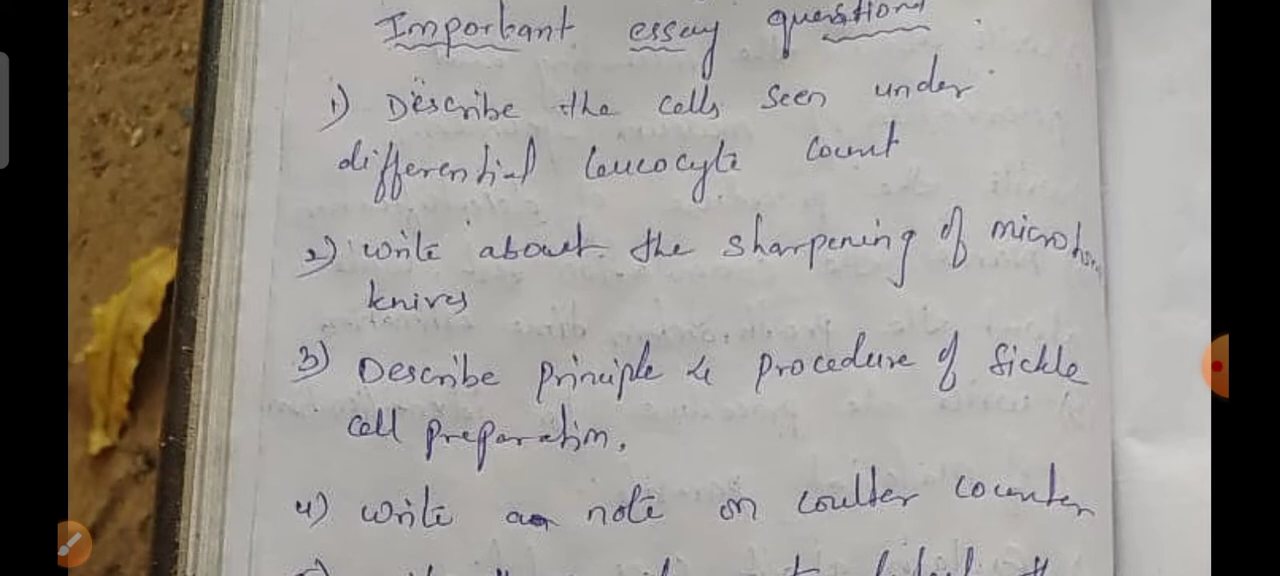 Important essay questions
1) Describe the cells seen under
differential leucocyte count
2) write about the sharpening of
knives
3) Describe principle & procedure of Sickle
cell preparation.
4) write a note on coulter counter